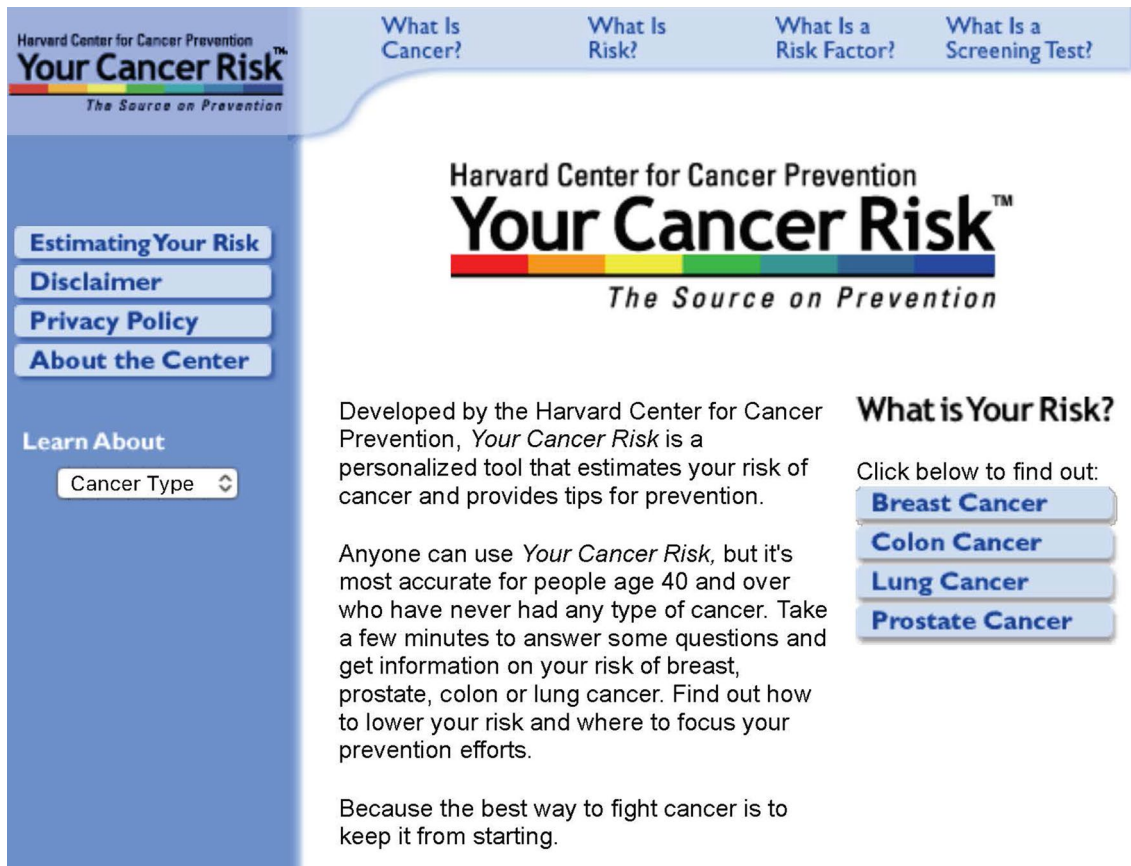 Harvard Center for Cancer Prevention
Your Cancer Risk™
The Source on Prevention
What Is
Cancer?
What Is
Risk?
What Is a
Risk Factor?
What Is a
Screening Test?
Estimating Your Risk
Disclaimer
Privacy Policy
About the Center
Learn About
Cancer Type
Harvard Center for Cancer Prevention
Your Cancer Risk™
The Source on Prevention
Developed by the Harvard Center for Cancer
Prevention, Your Cancer Risk is a
personalized tool that estimates your risk of
cancer and provides tips for prevention.
Anyone can use Your Cancer Risk, but it's
most accurate for people age 40 and over
who have never had any type of cancer. Take
a few minutes to answer some questions and
get information on your risk of breast,
prostate, colon or lung cancer. Find out how
to lower your risk and where to focus your
prevention efforts.
Because the best way to fight cancer is to
keep it from starting.
What is Your Risk?
Click below to find out:
Breast Cancer
Colon Cancer
Lung Cancer
Prostate Cancer